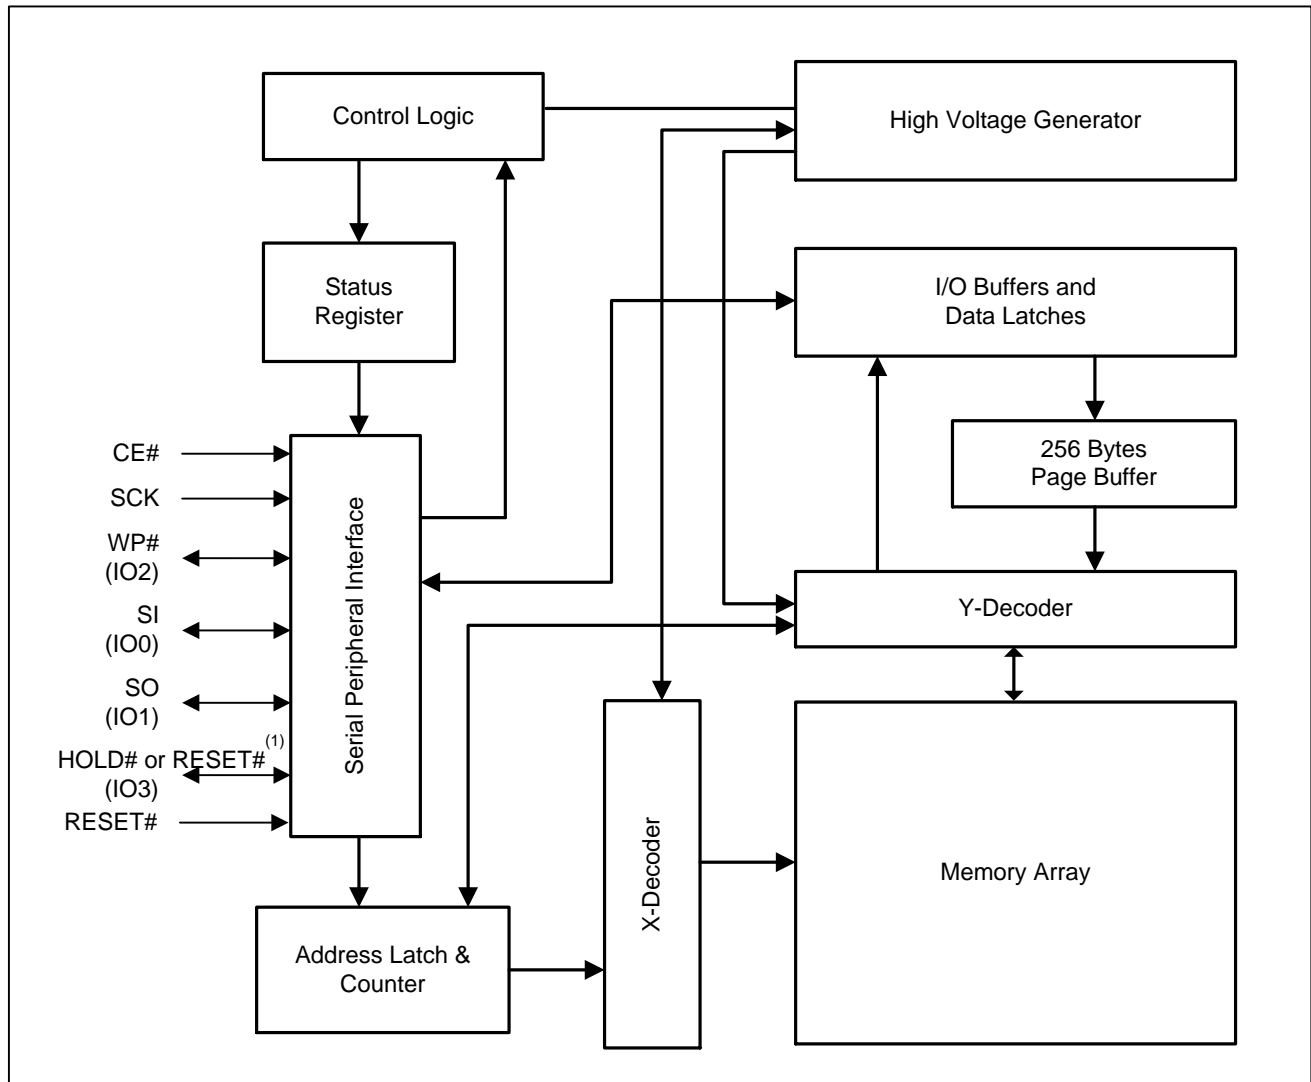 Control Logic
High Voltage Generator
Status
Register
I/O Buffers and
Data Latches
256 Bytes
Page Buffer
Y-Decoder
CE#
SCK
WP#
(IO2)
SI
(IO0)
SO
(IO1)
HOLD# or RESET#(1)
(IO3)
RESET#
Serial Peripheral Interface
X-Decoder
Memory Array
Address Latch &
Counter